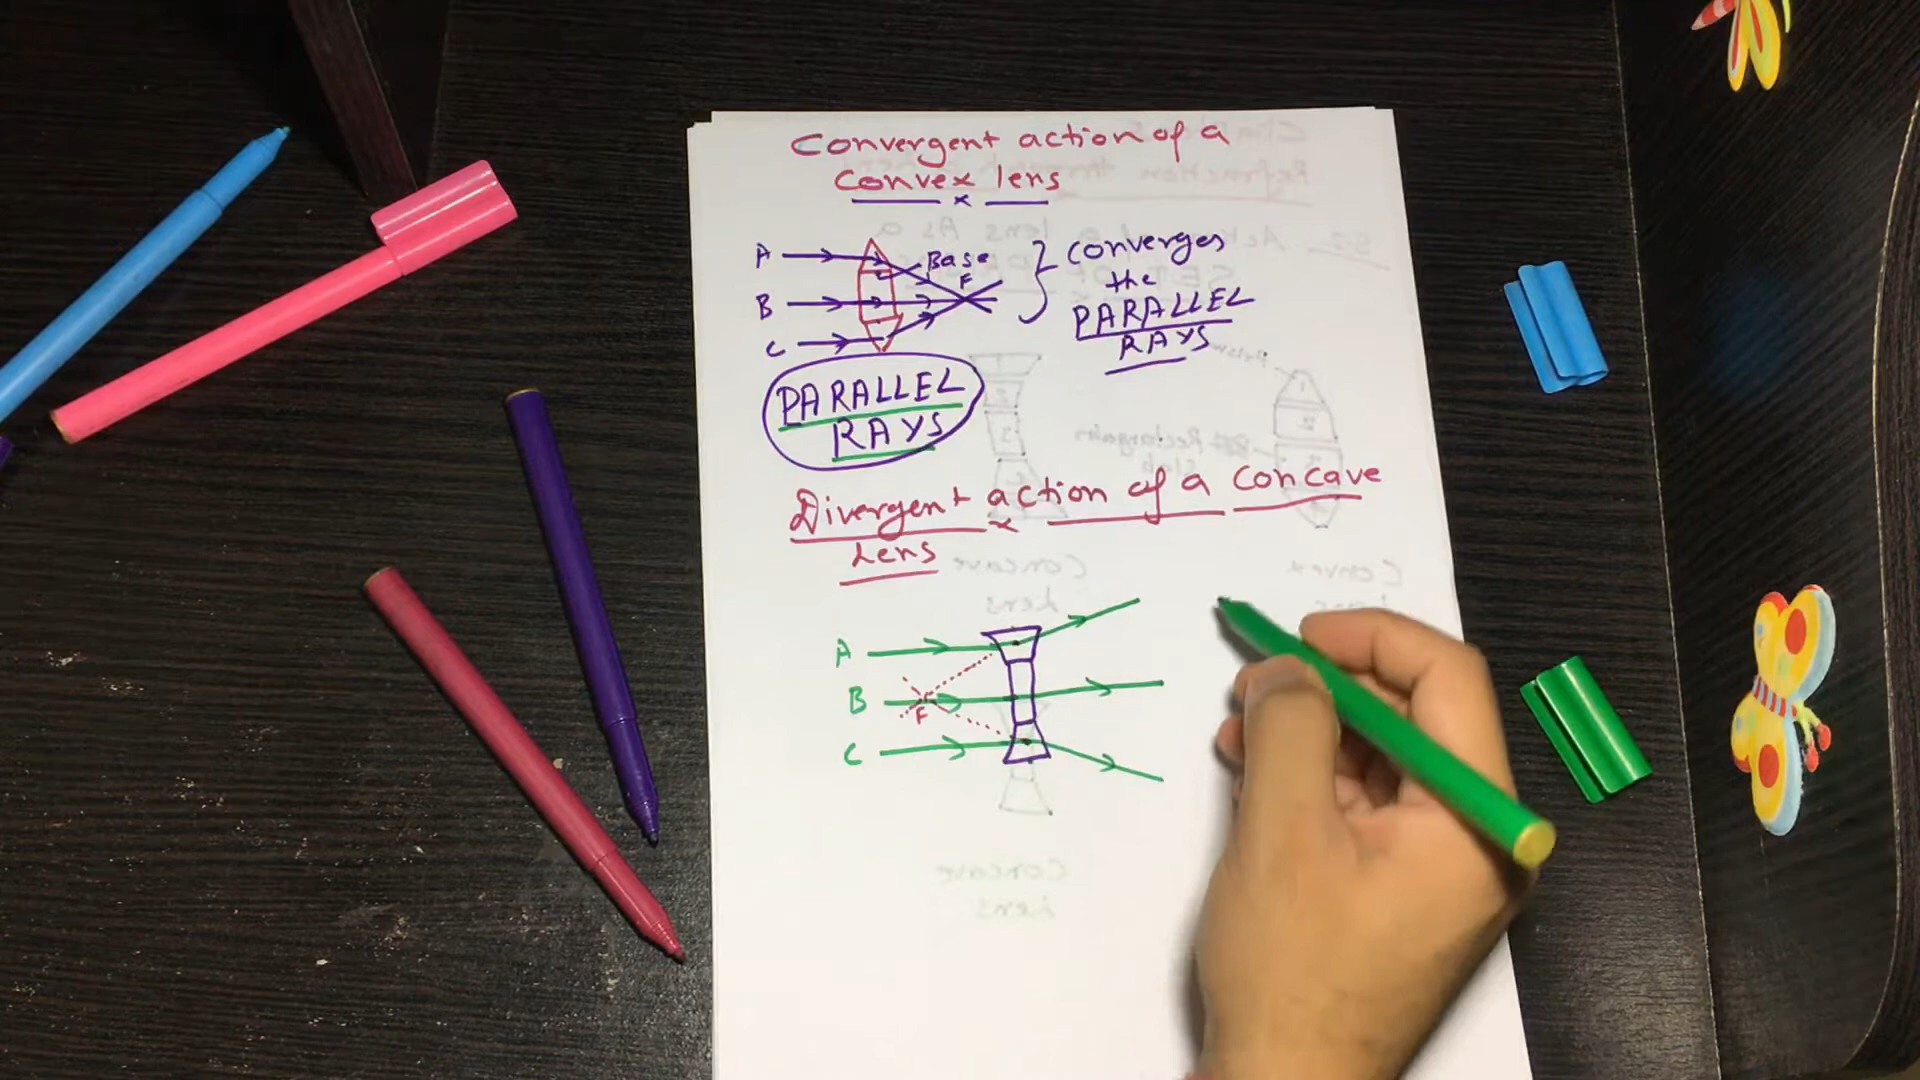 Convergent action of a
Convex lens
A
B
C
Base
F
Converges
the
PARALLEL
RAYS
PARALLEL
RAYS
Divergent action of a Concave
Lens
A
B
C
F